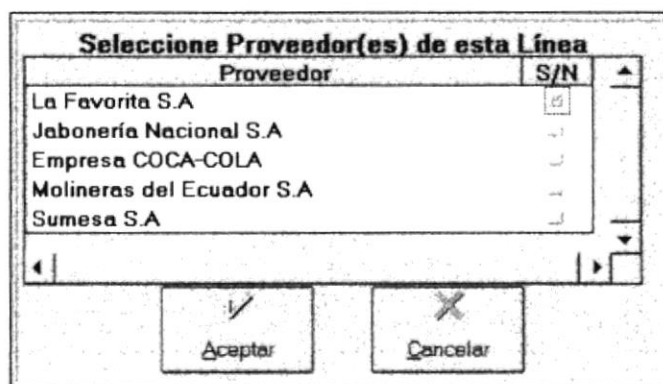 Seleccione Proveedor(es) de esta Línea
Proveedor S/N
La Favorita S.A
Jabonería Nacional S.A
Empresa COCA-COLA
Molineras del Ecuador S.A
Sumesa S.A
Aceptar Cancelar